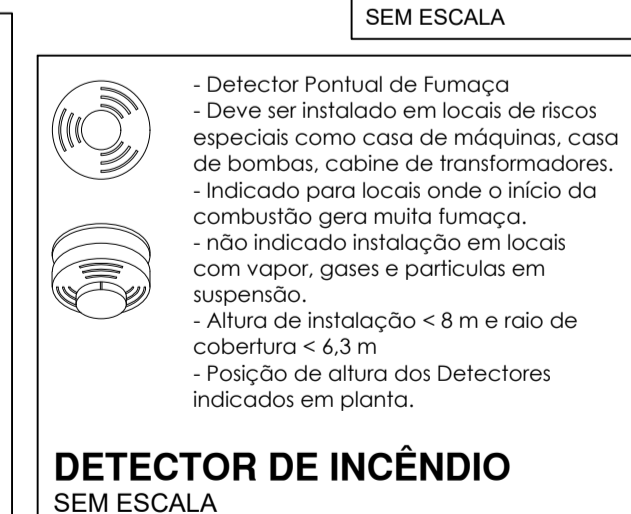 SEM ESCALA
- Detector Pontual de Fumaça
- Deve ser instalado em locais de riscos
especiais como casa de máquinas, casa
de bombas, cabine de transformadores.
- Indicado para locais onde o início da
combustão gera muita fumaça.
- não indicado instalação em locais
com vapor, gases e particulas em
suspensão.
- Altura de instalação < 8 m e raio de
cobertura < 6,3 m
- Posição de altura dos Detectores
indicados em planta.
DETECTOR DE INCÊNDIO
SEM ESCALA